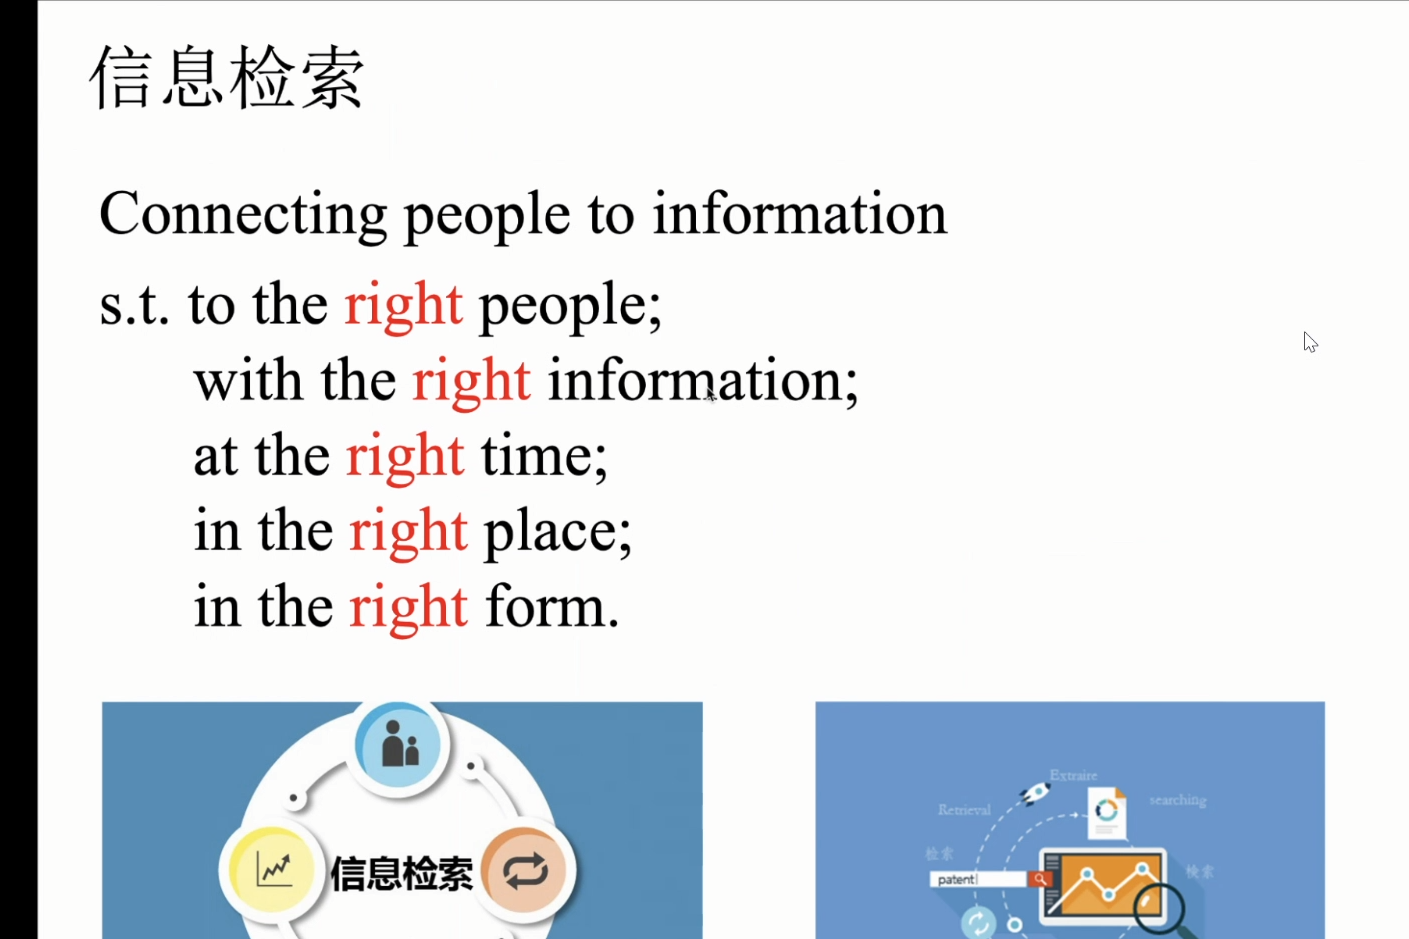 信息检索
Connecting people to information
s.t. to the right people;
with the right information;
at the right time;
in the right place;
in the right form.
信息检索
Extraire
Retrieval
searching
检索
patent
検索